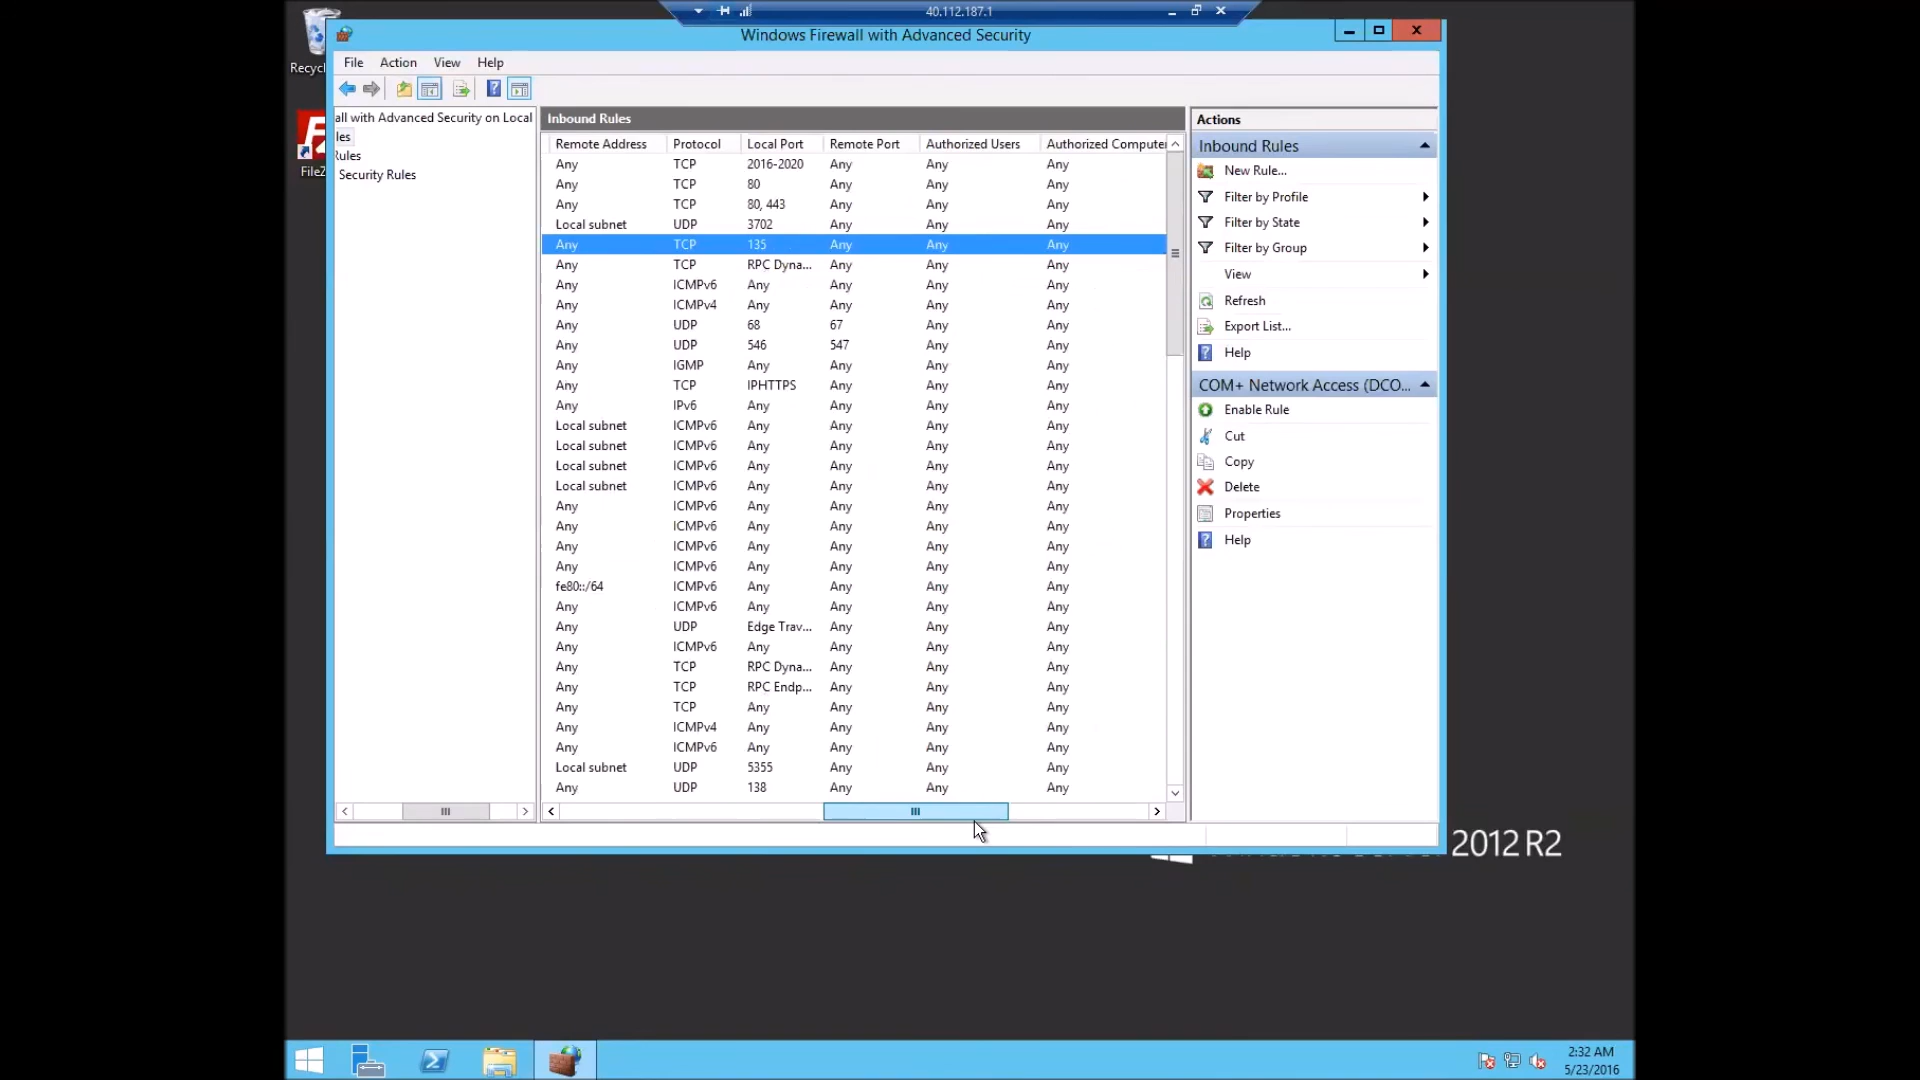 40.112.187.1
Windows Firewall with Advanced Security
Recycl
FileZ
File Action View Help
all with Advanced Security on Local
les
Rules
Security Rules
Inbound Rules
Remote Address Protocol Local Port Remote Port Authorized Users Authorized Computer
Any TCP 2016-2020 Any Any Any
Any TCP 80 Any Any Any
Any TCP 80, 443 Any Any Any
Local subnet UDP 3702 Any Any Any
Any TCP 135 Any Any Any
Any TCP RPC Dyna... Any Any Any
Any ICMPv6 Any Any Any Any
Any ICMPv4 Any Any Any Any
Any UDP 68 67 Any Any
Any UDP 546 547 Any Any
Any IGMP Any Any Any Any
Any TCP IPHTTPS Any Any Any
Any IPv6 Any Any Any Any
Local subnet ICMPv6 Any Any Any Any
Local subnet ICMPv6 Any Any Any Any
Local subnet ICMPv6 Any Any Any Any
Local subnet ICMPv6 Any Any Any Any
Any ICMPv6 Any Any Any Any
Any ICMPv6 Any Any Any Any
Any ICMPv6 Any Any Any Any
Any ICMPv6 Any Any Any Any
fe80::/64 ICMPv6 Any Any Any Any
Any ICMPv6 Any Any Any Any
Any UDP Edge Trav... Any Any Any
Any ICMPv6 Any Any Any Any
Any TCP RPC Dyna... Any Any Any
Any TCP RPC Endp... Any Any Any
Any TCP Any Any Any Any
Any ICMPv4 Any Any Any Any
Any ICMPv6 Any Any Any Any
Local subnet UDP 5355 Any Any Any
Any UDP 138 Any Any Any
Actions
Inbound Rules
New Rule...
Filter by Profile
Filter by State
Filter by Group
View
Refresh
Export List...
Help
COM+ Network Access (DCO...
Enable Rule
Cut
Copy
Delete
Properties
Help
2012 R2
2:32 AM
5/23/2016